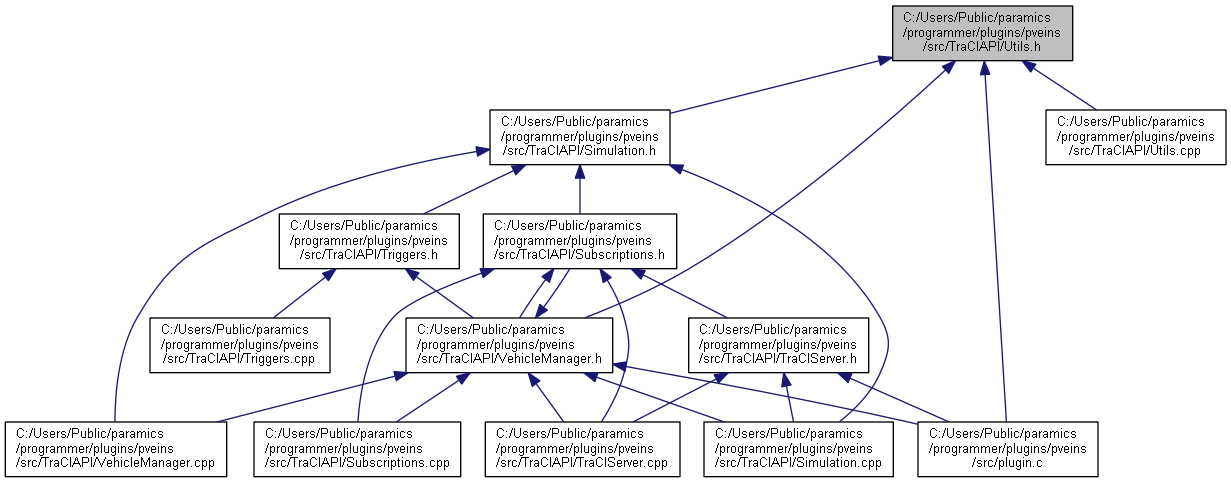 C:/Users/Public/paramics
/programmer/plugins/pveins
/src/TraCIAPI/Utils.h
C:/Users/Public/paramics
/programmer/plugins/pveins
/src/TraCIAPI/Simulation.h
C:/Users/Public/paramics
/programmer/plugins/pveins
/src/TraCIAPI/Utils.cpp
C:/Users/Public/paramics
/programmer/plugins/pveins
/src/TraCIAPI/Triggers.h
C:/Users/Public/paramics
/programmer/plugins/pveins
/src/TraCIAPI/Subscriptions.h
C:/Users/Public/paramics
/programmer/plugins/pveins
/src/TraCIAPI/Triggers.cpp
C:/Users/Public/paramics
/programmer/plugins/pveins
/src/TraCIAPI/VehicleManager.h
C:/Users/Public/paramics
/programmer/plugins/pveins
/src/TraCIAPI/TraCIServer.h
C:/Users/Public/paramics
/programmer/plugins/pveins
/src/TraCIAPI/VehicleManager.cpp
C:/Users/Public/paramics
/programmer/plugins/pveins
/src/TraCIAPI/Subscriptions.cpp
C:/Users/Public/paramics
/programmer/plugins/pveins
/src/TraCIAPI/TraCIServer.cpp
C:/Users/Public/paramics
/programmer/plugins/pveins
/src/TraCIAPI/Simulation.cpp
C:/Users/Public/paramics
/programmer/plugins/pveins
/src/plugin.c